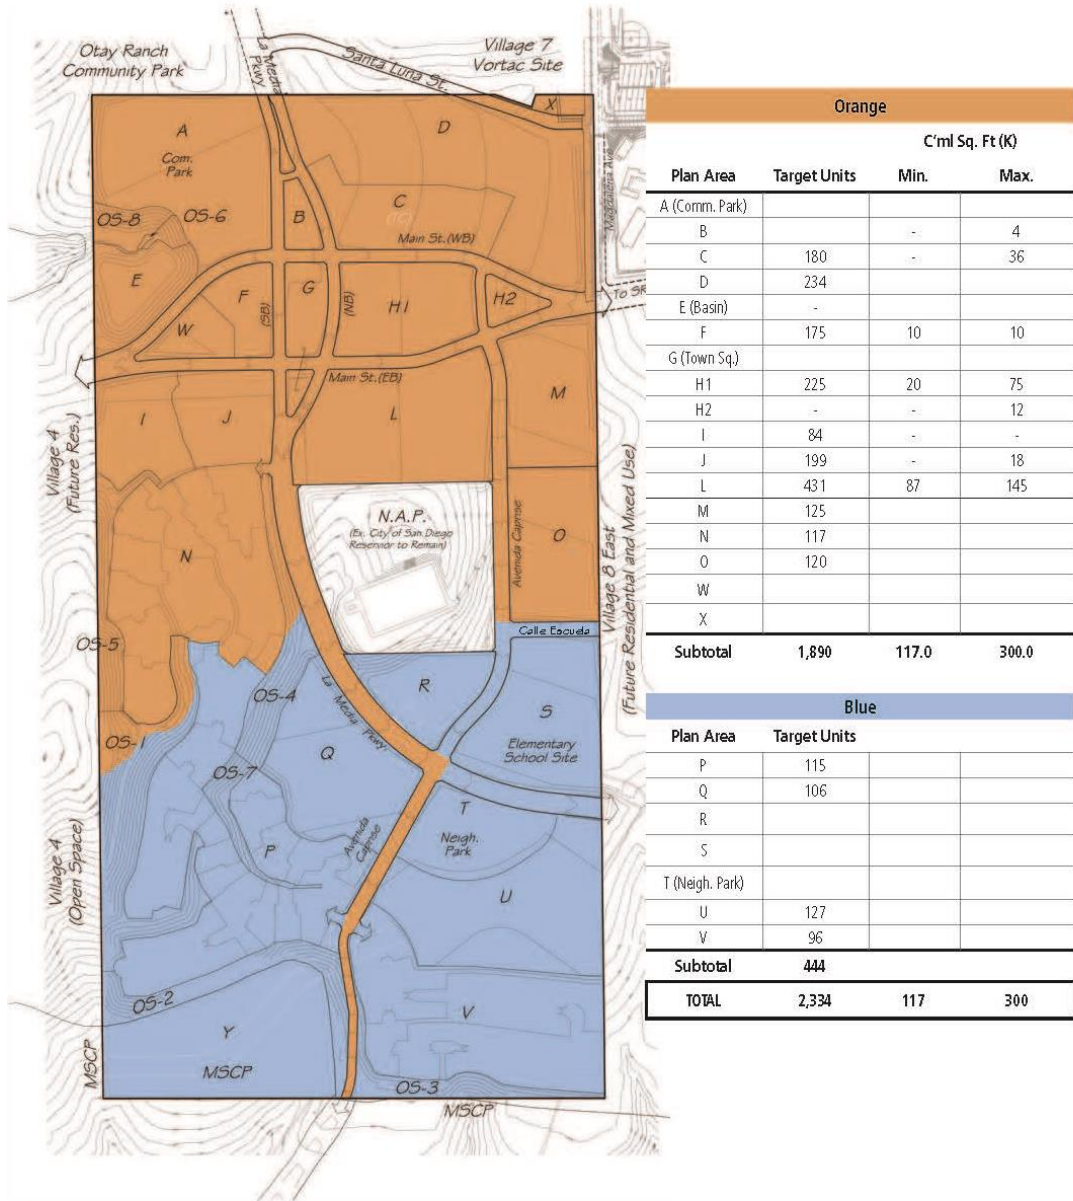 Otay Ranch
Community Park
La Media
Pkwy
Santa Luna St.
Village 7
Vortac Site
X
A
Com.
Park
D
C
(TC)
B
OS-8
OS-6
Main St.(WB)
Magdalena Ave
E
F
G
H1
H2
To SR
W
(SB)
(NB)
Main St.(EB)
I
J
L
M
Village 4
(Future Res.)
N.A.P.
(Ex. City of San Diego
Reservoir to Remain)
Avenida Caprise
O
Village 8 East
(Future Residential and Mixed Use)
N
Calle Escuela
OS-5
OS-4
La Media Pkwy
R
S
Elementary
School Site
OS-1
Q
OS-7
T
Neigh.
Park
Village 4
(Open Space)
P
Avenida
Caprise
U
OS-2
V
Y
MSCP
MSCP
OS-3
MSCP
Orange
C'ml Sq. Ft (K)
Plan Area Target Units Min. Max.
A (Comm. Park)
B - 4
C 180 - 36
D 234
E (Basin) -
F 175 10 10
G (Town Sq.)
H1 225 20 75
H2 - - 12
I 84 - -
J 199 - 18
L 431 87 145
M 125
N 117
O 120
W
X
Subtotal 1,890 117.0 300.0
Blue
Plan Area Target Units
P 115
Q 106
R
S
T (Neigh. Park)
U 127
V 96
Subtotal 444
TOTAL 2,334 117 300